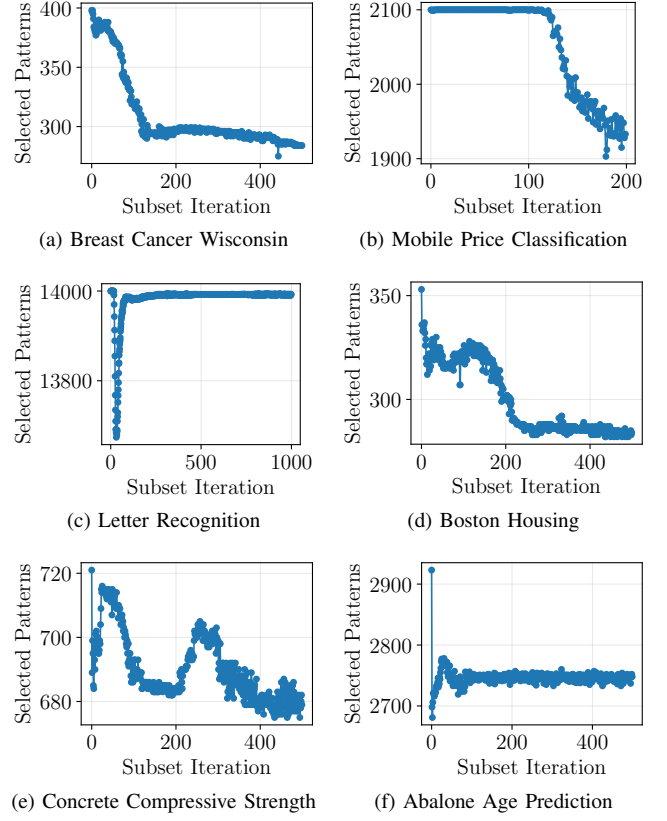 400
350
300
Selected Patterns
0
200
400
Subset Iteration
(a) Breast Cancer Wisconsin
2100
2000
1900
Selected Patterns
0
100
200
Subset Iteration
(b) Mobile Price Classification
14000
13800
Selected Patterns
0
500
1000
Subset Iteration
(c) Letter Recognition
350
300
Selected Patterns
0
200
400
Subset Iteration
(d) Boston Housing
720
700
680
Selected Patterns
0
200
400
Subset Iteration
(e) Concrete Compressive Strength
2900
2800
2700
Selected Patterns
0
200
400
Subset Iteration
(f) Abalone Age Prediction